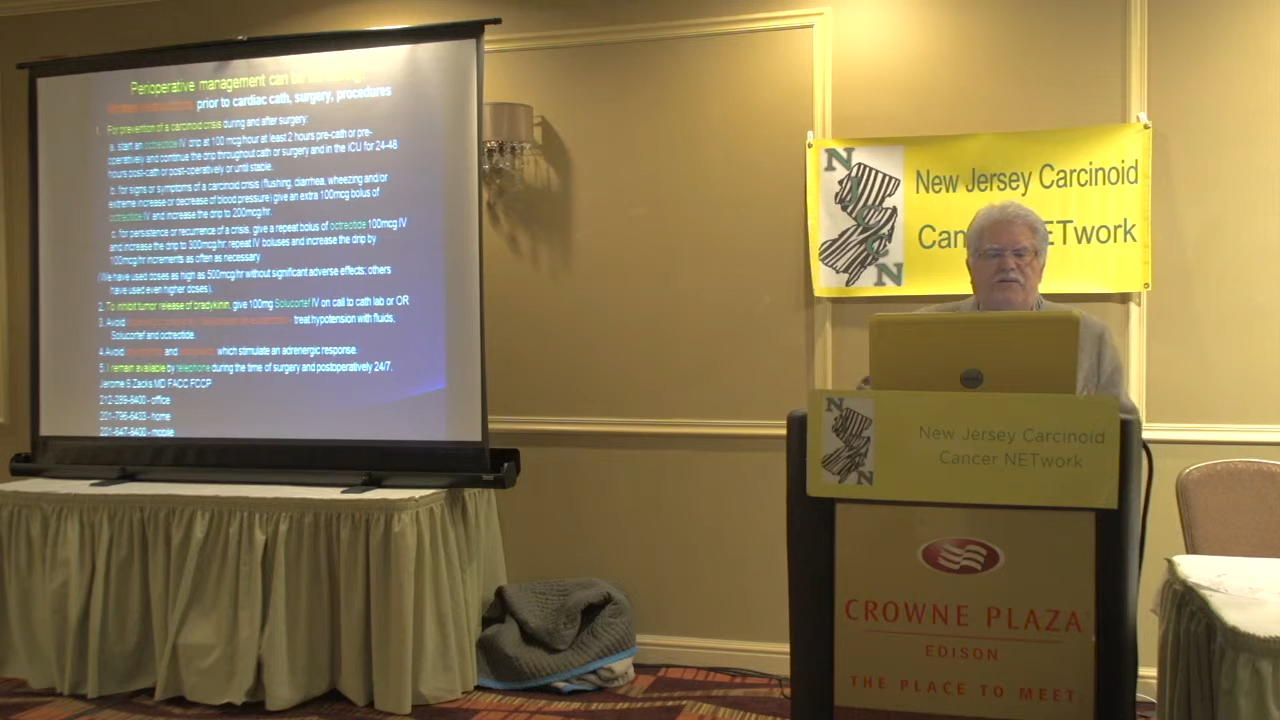 Perioperative management can be
prior to cardiac cath, surgery, procedures
1. For prevention of a carcinoid crisis during and after surgery:
a. start an octreotide IV drip at 100 mcg/hour at least 2 hours pre-cath or pre-
operatively and continue the drip throughout cath or surgery and in the ICU for 24-48
hours post-cath or post-operatively or until stable.
b. for signs or symptoms of a carcinoid crisis (flushing, diarrhea, wheezing and/or
extreme increase or decrease of blood pressure) give an extra 100mcg bolus of
octreotide IV and increase the drip to 200mcg/hr.
c. for persistence or recurrence of a crisis, give a repeat bolus of octreotide 100mcg IV
and increase the drip to 300mcg/hr; repeat IV boluses and increase the drip by
100mcg/hr increments as often as necessary
(We have used doses as high as 500mcg/hr without significant adverse effects; others
have used even higher doses).
2. To inhibit tumor release of bradykinin, give 100mg Solucortef IV on call to cath lab or OR
3. Avoid treat hypotension with fluids,
Solucortef and octreotide.
4. Avoid and which stimulate an adrenergic response.
5. I remain available by telephone during the time of surgery and postoperatively 24/7.
Jerome S Zacks MD FACC FCCP
212-289-8400 - office
201-796-6433 - home
201-647-8400 - mobile
NJCCN
New Jersey Carcinoid
Can ETwork
DELL
NJCCN
New Jersey Carcinoid
Cancer NETwork
CROWNE PLAZA
EDISON
THE PLACE TO MEET